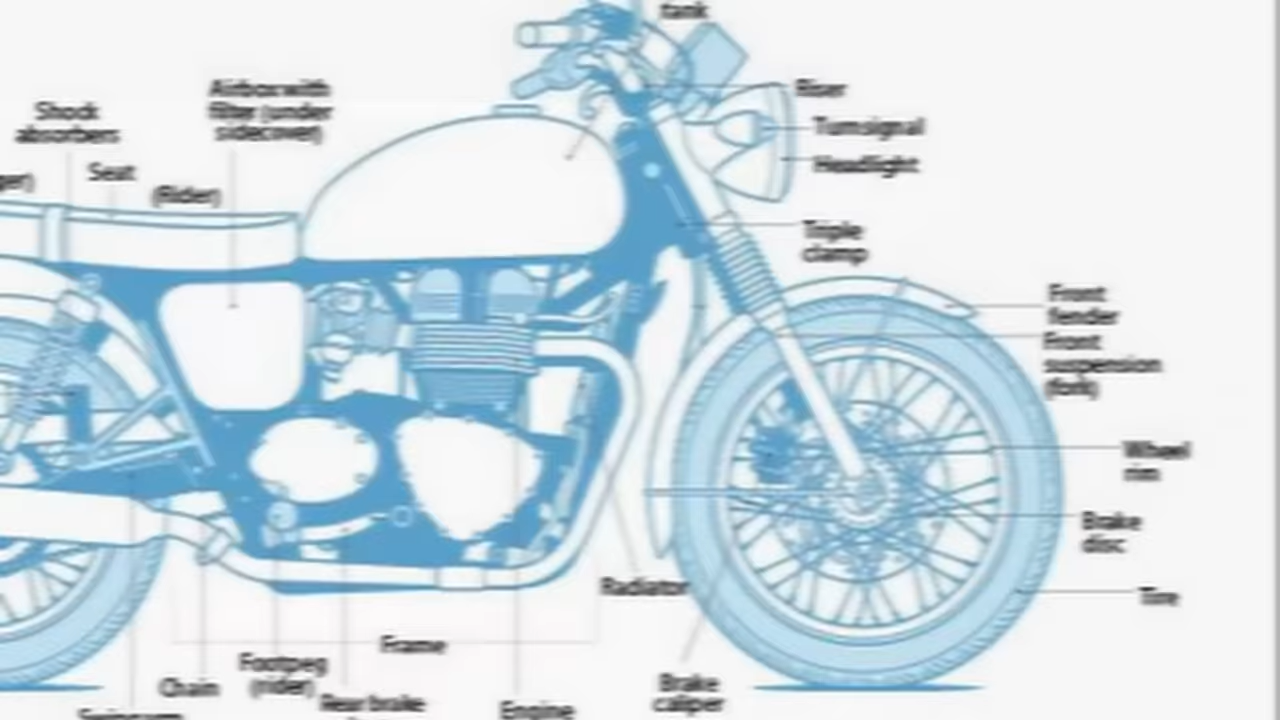 tank
Riser
Airbox with
filter (under
sidecover)
Shock
absorbers
Turnsignal
Headlight
Seat
(Rider)
Triple
clamp
Front
fender
Front
suspension
(fork)
Wheel
rim
Brake
disc
Radiator
Tire
Frame
Footpeg
(rider)
Chain
Rear brake
Brake
caliper
Engine